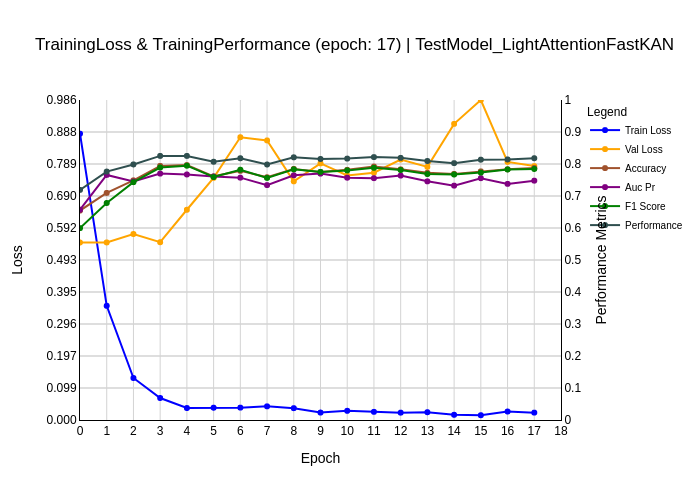 TrainingLoss & TrainingPerformance (epoch: 17) | TestModel_LightAttentionFastKAN
0.986
0.888
0.789
0.690
0.592
0.493
0.395
0.296
0.197
0.099
0.000
Loss
0 1 2 3 4 5 6 7 8 9 10 11 12 13 14 15 16 17 18
Epoch
1
0.9
0.8
0.7
0.6
0.5
0.4
0.3
0.2
0.1
0
Performance Metrics
Legend
Train Loss
Val Loss
Accuracy
Auc Pr
F1 Score
Performance